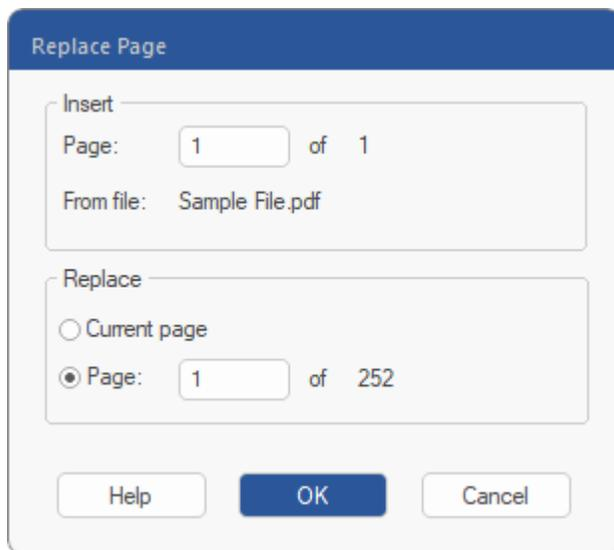 Replace Page
Insert
Page: 1 of 1
From file: Sample File.pdf
Replace
Current page
Page: 1 of 252
Help OK Cancel